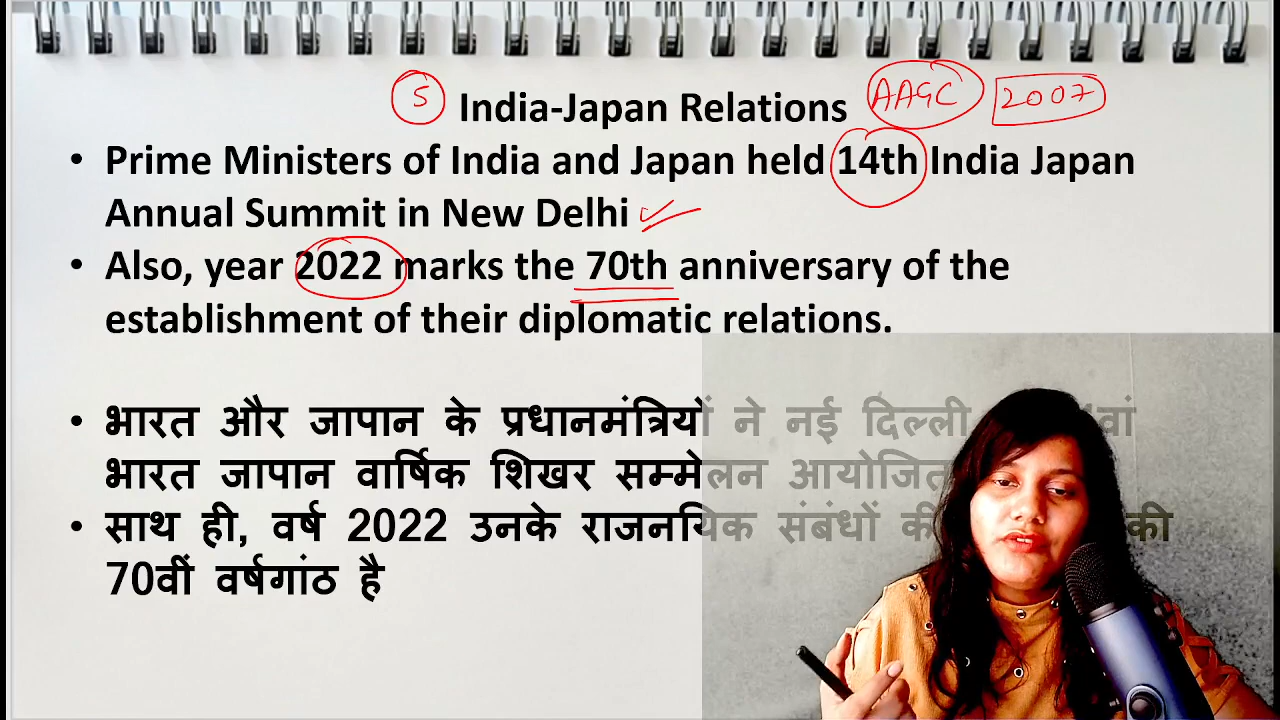 5 India-Japan Relations AAGC 2007
• Prime Ministers of India and Japan held 14th India Japan
Annual Summit in New Delhi
• Also, year 2022 marks the 70th anniversary of the
establishment of their diplomatic relations.
• भारत और जापान के प्रधानमंत्रियों ने नई दिल्ली वां
भारत जापान वार्षिक शिखर सम्मेलन आयोजित
• साथ ही, वर्ष 2022 उनके राजनयिक संबंधों की की
70वीं वर्षगांठ है